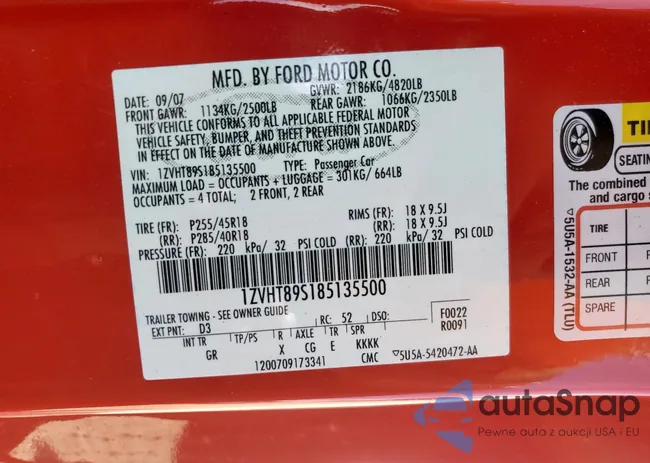 MFD. BY FORD MOTOR CO.
DATE: 09/07 GVWR: 2186KG/4820LB
FRONT GAWR: 1134KG/2500LB REAR GAWR: 1066KG/2350LB
THIS VEHICLE CONFORMS TO ALL APPLICABLE FEDERAL MOTOR
VEHICLE SAFETY, BUMPER, AND THEFT PREVENTION STANDARDS
IN EFFECT ON THE DATE OF MANUFACTURE SHOWN ABOVE.
VIN: 1ZVHT89S185135500 TYPE: Passenger Car
MAXIMUM LOAD = OCCUPANTS + LUGGAGE = 301KG/ 664LB
OCCUPANTS = 4 TOTAL; 2 FRONT, 2 REAR
TIRE (FR): P255/45R18 RIMS (FR): 18 X 9.5J
(RR): P285/40R18 (RR): 18 X 9.5J
PRESSURE (FR): 220 kPa/ 32 PSI COLD (RR): 220 kPa/ 32 PSI COLD
1ZVHT89S185135500
TRAILER TOWING - SEE OWNER GUIDE
EXT PNT: D3 RC: 52 DSO: F0022
INT TR TP/PS R AXLE TR SPR R0091
GR X CG E KKKK
1200709173341 CMC 5U5A-5420472-AA
5U5A-1532-AA (TLU)
TI
SEATIN
The combined
and cargo s
TIRE
FRONT
REAR
SPARE
autoSnap
Pewne auta z aukcji USA i EU